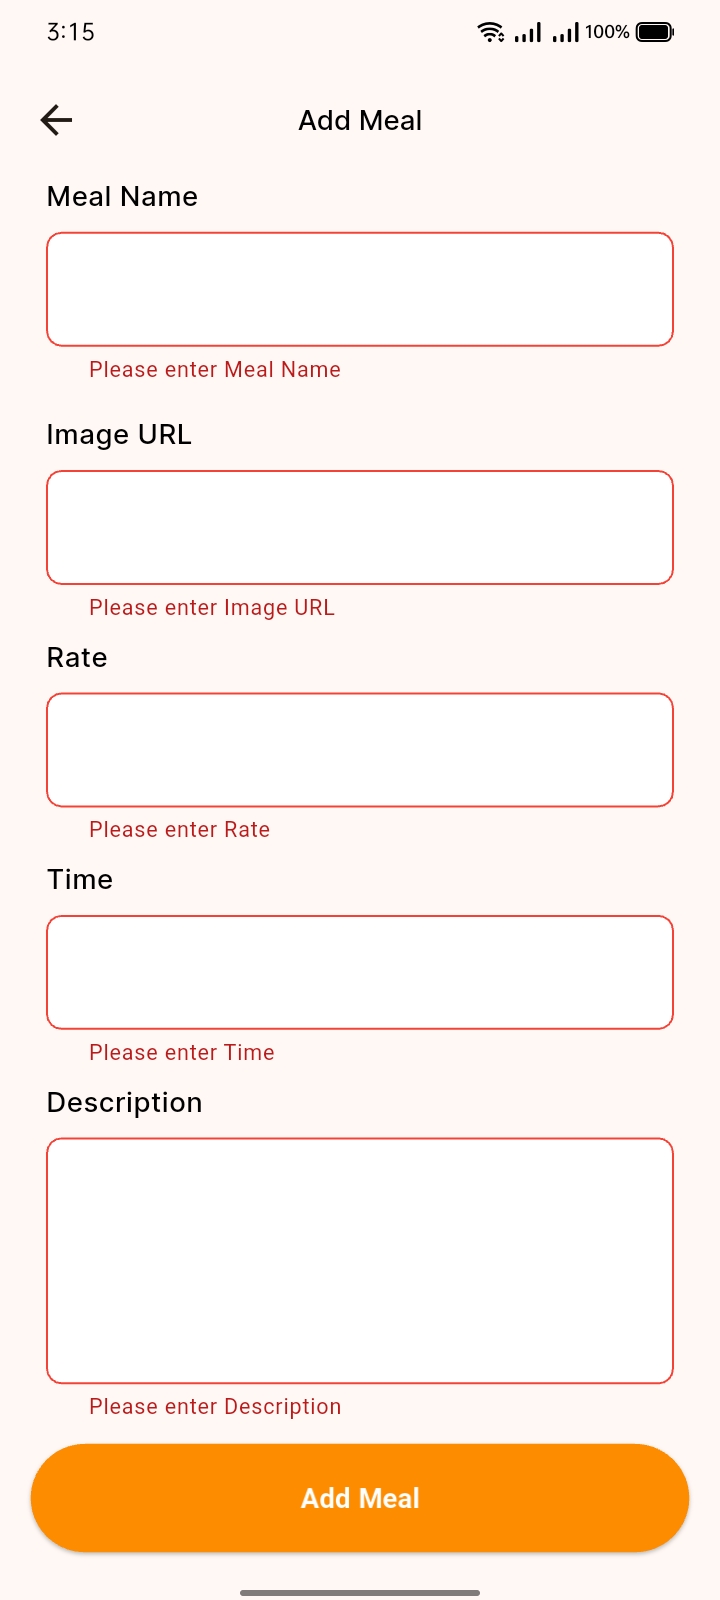 3:15
100%
Add Meal
Meal Name
Please enter Meal Name
Image URL
Please enter Image URL
Rate
Please enter Rate
Time
Please enter Time
Description
Please enter Description
Add Meal